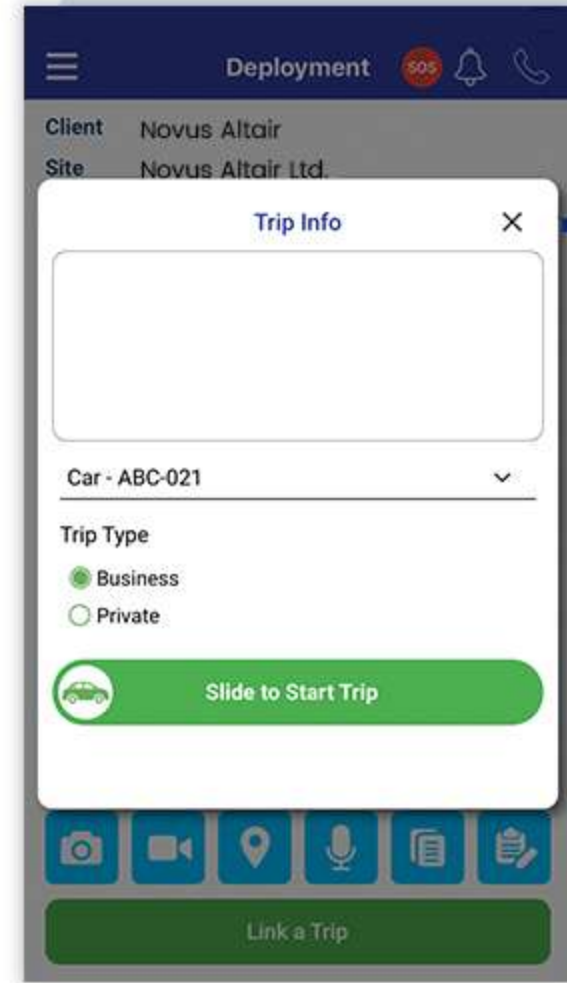 Deployment SOS
Client Novus Altair
Site Novus Altair Ltd.
Trip Info
Car - ABC-021
Trip Type
Business
Private
Slide to Start Trip
Link a Trip